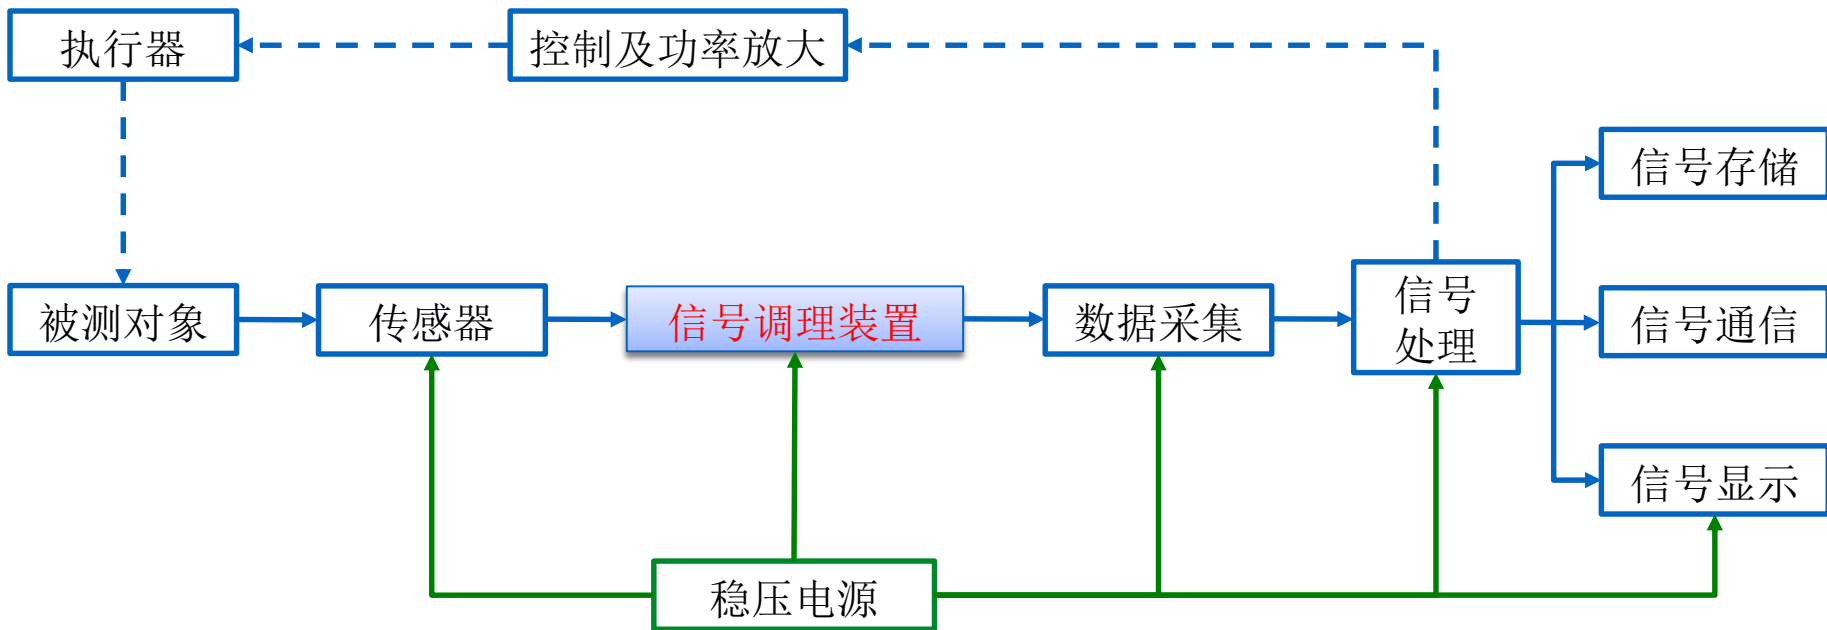 执行器
控制及功率放大
信号存储
被测对象
传感器
信号调理装置
数据采集
信号
处理
信号通信
信号显示
稳压电源